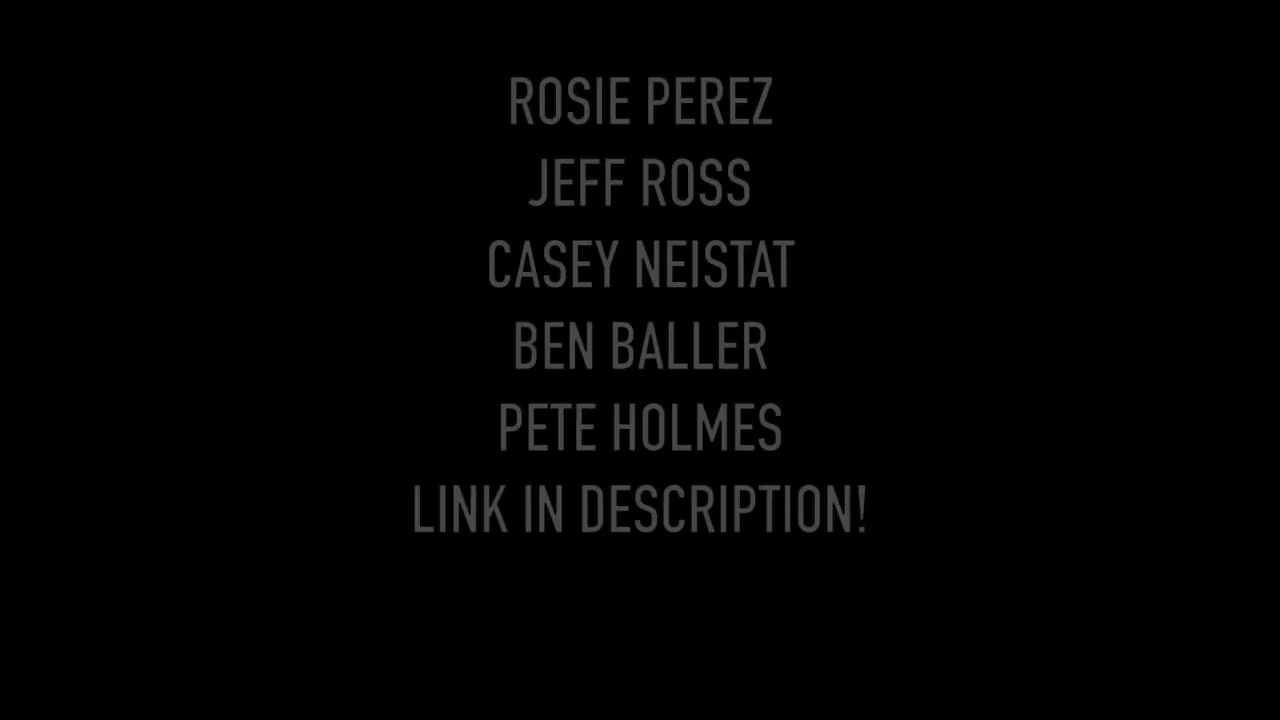 ROSIE PEREZ
JEFF ROSS
CASEY NEISTAT
BEN BALLER
PETE HOLMES
LINK IN DESCRIPTION!